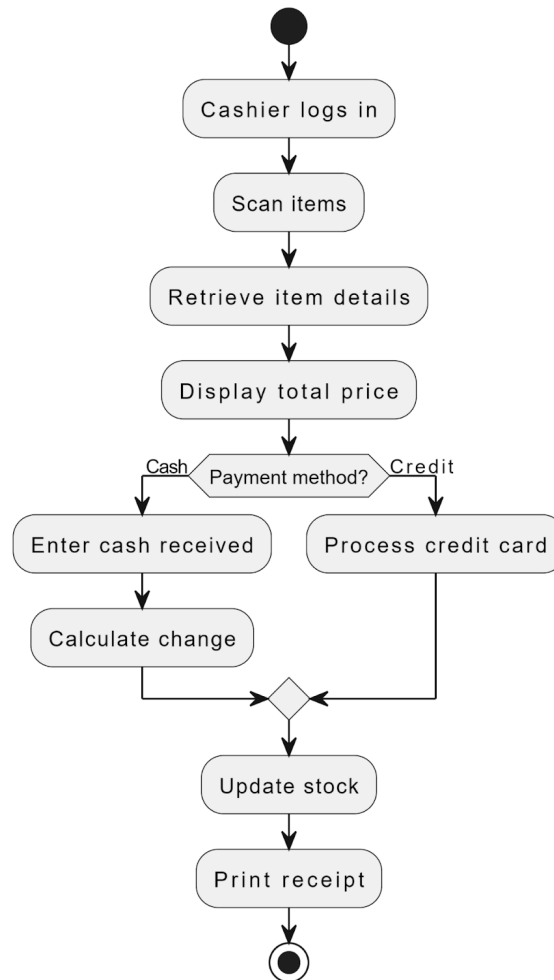 Cashier logs in
Scan items
Retrieve item details
Display total price
Cash
Payment method?
Credit
Enter cash received
Process credit card
Calculate change
Update stock
Print receipt